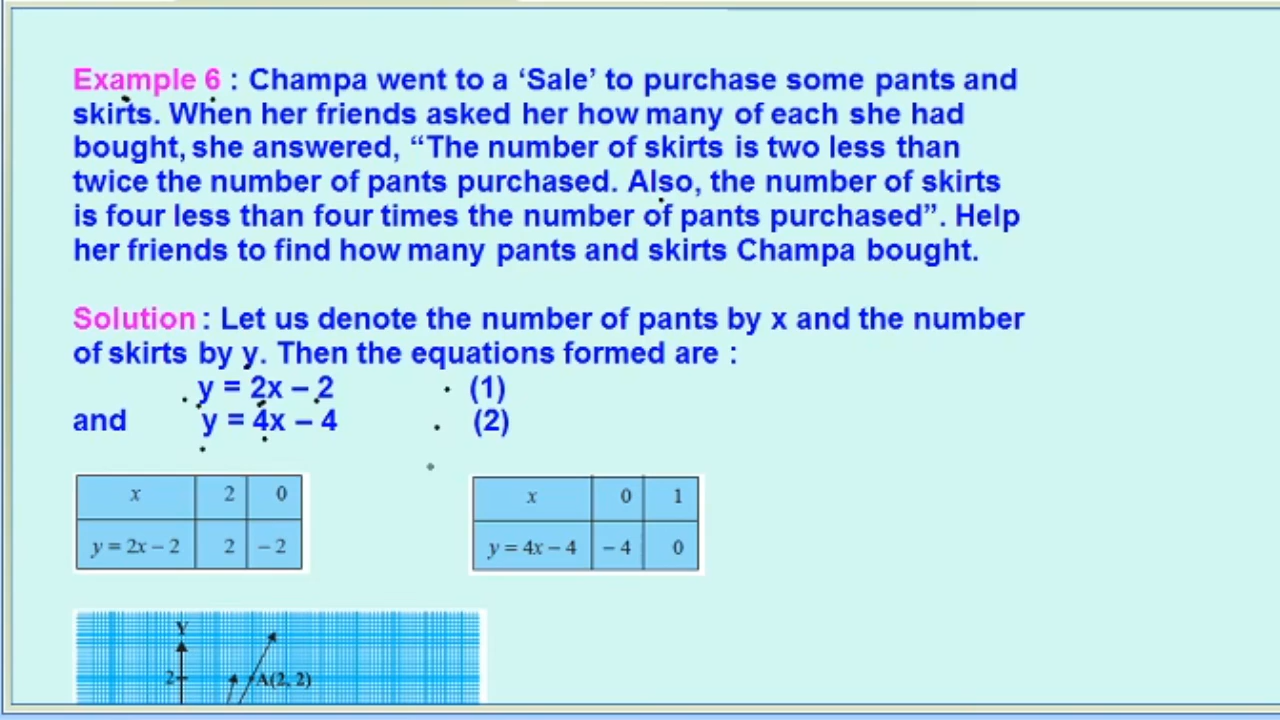 Example 6 : Champa went to a ‘Sale’ to purchase some pants and
skirts. When her friends asked her how many of each she had
bought, she answered, “The number of skirts is two less than
twice the number of pants purchased. Also, the number of skirts
is four less than four times the number of pants purchased”. Help
her friends to find how many pants and skirts Champa bought.
Solution : Let us denote the number of pants by x and the number
of skirts by y. Then the equations formed are :
y = 2x – 2 (1)
and y = 4x – 4 (2)
x 2 0
y = 2x – 2 2 – 2
x 0 1
y = 4x – 4 – 4 0
Y
2 A(2, 2)